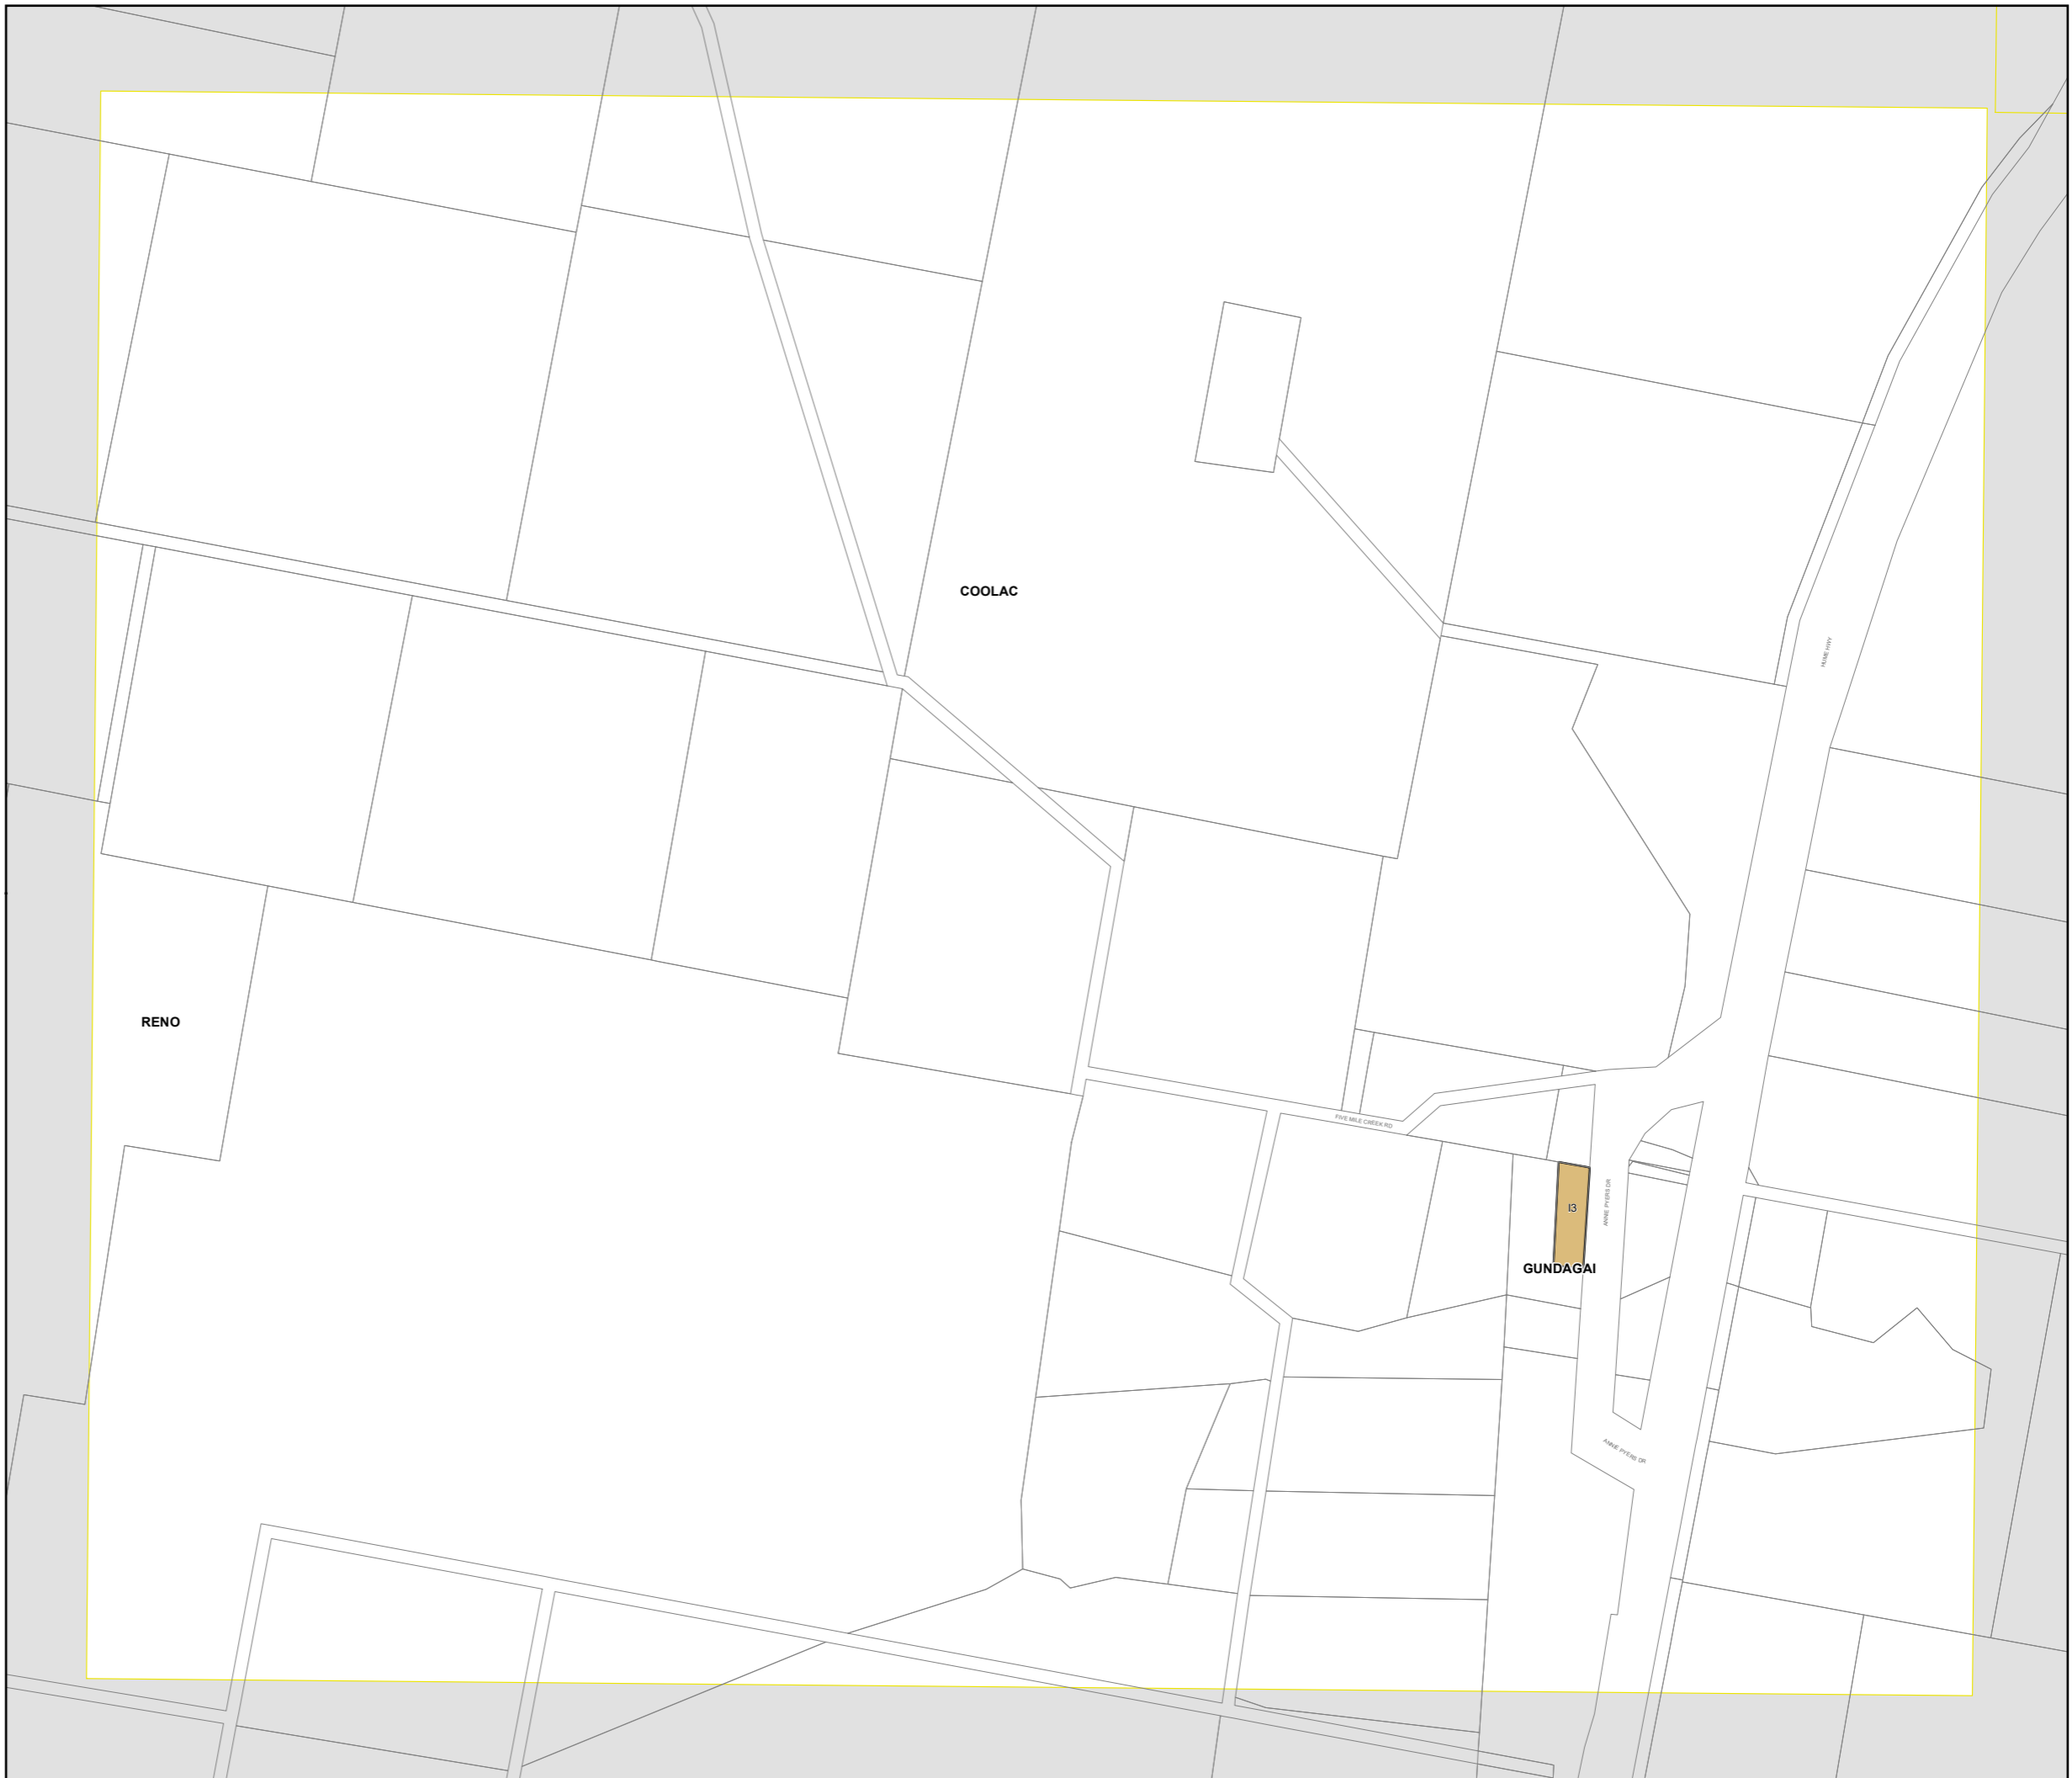 COOLAC
HUME HWY
RENO
FIVE MILE CREEK RD
ANNIE PYERS DR
I3
GUNDAGAI
ANNIE PYERS DR